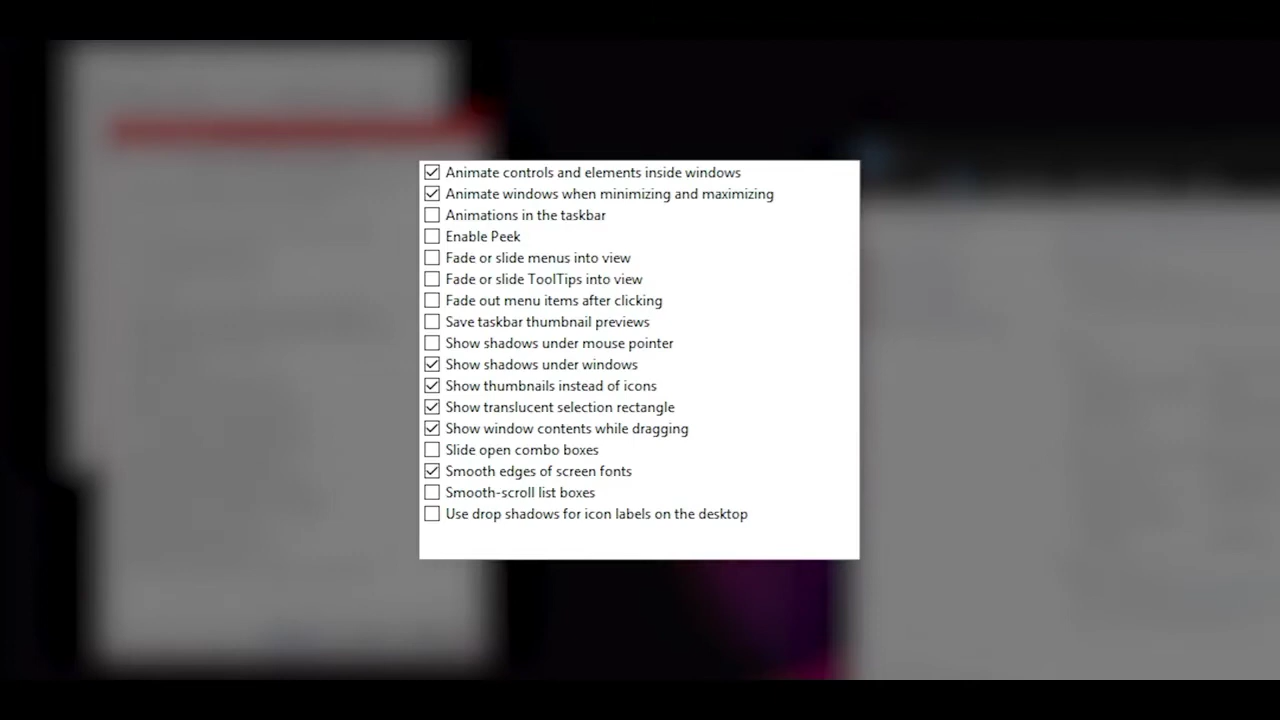 Animate controls and elements inside windows
Animate windows when minimizing and maximizing
Animations in the taskbar
Enable Peek
Fade or slide menus into view
Fade or slide ToolTips into view
Fade out menu items after clicking
Save taskbar thumbnail previews
Show shadows under mouse pointer
Show shadows under windows
Show thumbnails instead of icons
Show translucent selection rectangle
Show window contents while dragging
Slide open combo boxes
Smooth edges of screen fonts
Smooth-scroll list boxes
Use drop shadows for icon labels on the desktop